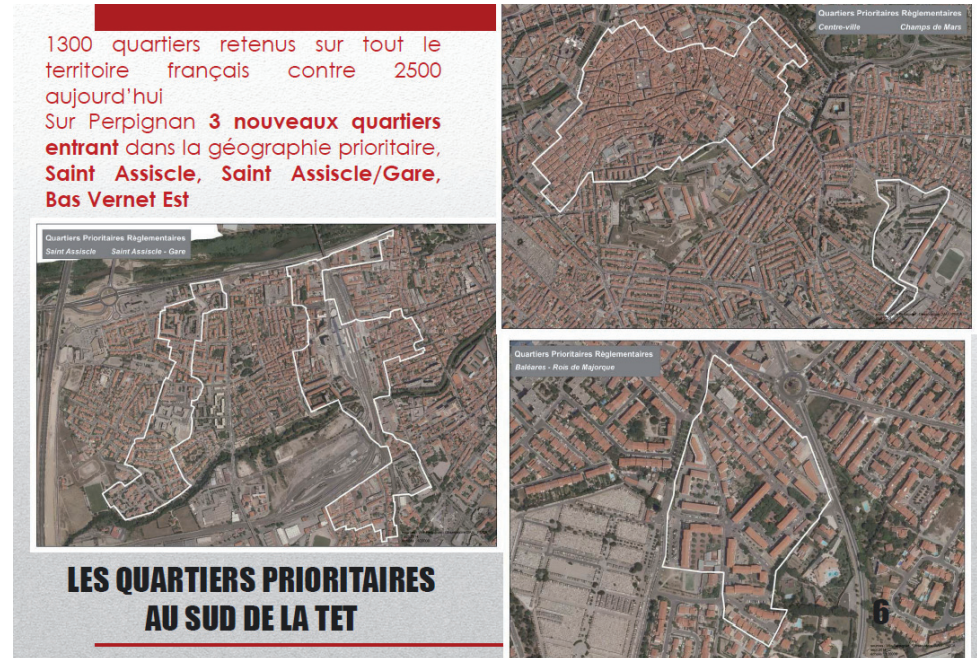 1300 quartiers retenus sur tout le
territoire français contre 2500
aujourd'hui
Sur Perpignan 3 nouveaux quartiers
entrant dans la géographie prioritaire,
Saint Assiscle, Saint Assiscle/Gare,
Bas Vernet Est
Quartiers Prioritaires Règlementaires
Saint Assiscle Saint Assiscle - Gare
LES QUARTIERS PRIORITAIRES
AU SUD DE LA TET
Quartiers Prioritaires Règlementaires
Centre-ville Champs de Mars
Quartiers Prioritaires Règlementaires
Baléares - Rois de Majorque
6